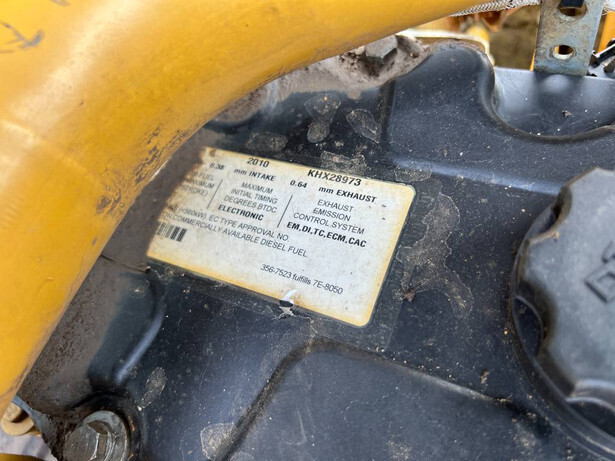 2010 KHX28973
0.38 mm INTAKE 0.64 mm EXHAUST
FUEL MAXIMUM EXHAUST
INITIAL TIMING EMISSION
DEGREES BTDC CONTROL SYSTEM
ELECTRONIC EM,DI,TC,ECM,CAC
EC TYPE APPROVAL NO.
COMMERCIALLY AVAILABLE DIESEL FUEL.
356-7523 fulfills 7E-8050